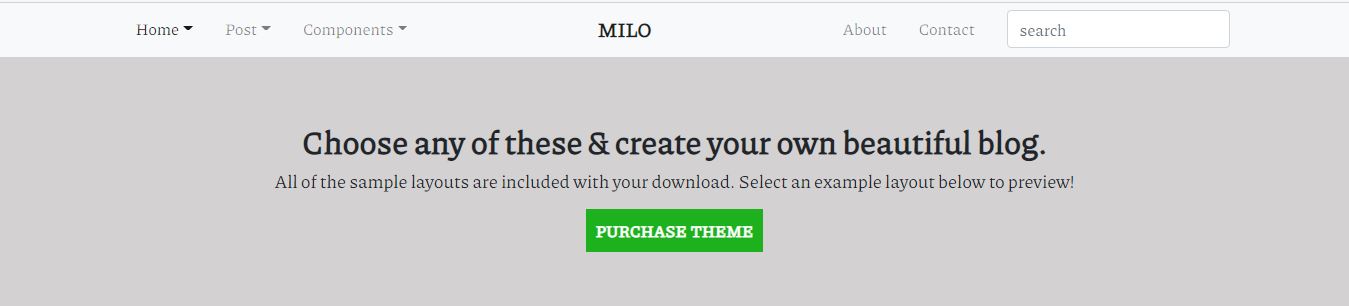 Home Post Components MILO About Contact search
Choose any of these & create your own beautiful blog.
All of the sample layouts are included with your download. Select an example layout below to preview!
PURCHASE THEME